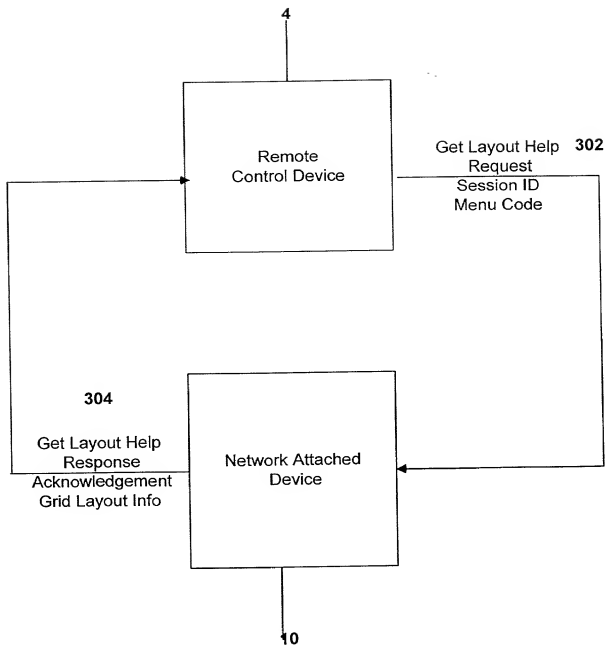 4
Remote
Control Device
Get Layout Help 302
Request
Session ID
Menu Code
304
Get Layout Help
Response
Acknowledgement
Grid Layout Info
Network Attached
Device
10